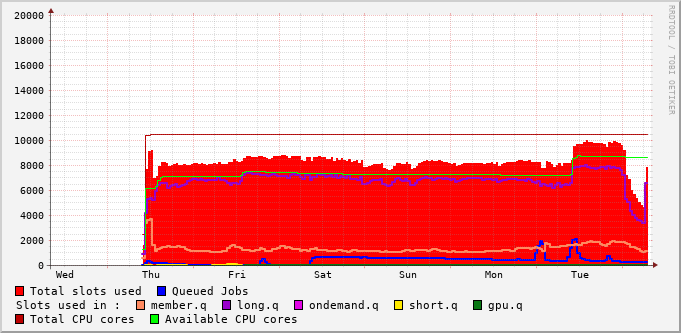 20000
18000
16000
14000
12000
10000
8000
6000
4000
2000
0
Wed Thu Fri Sat Sun Mon Tue
RRDTOOL / TOBI OETIKER
Total slots used Queued Jobs
Slots used in : member.q long.q ondemand.q short.q gpu.q
Total CPU cores Available CPU cores